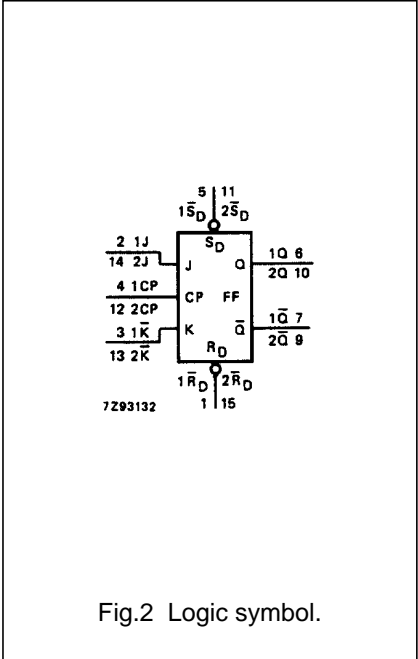 5 11
1S̅D 2S̅D
SD
2 1J
14 2J
J
Q
1Q 6
2Q 10
4 1CP
12 2CP
CP FF
3 1K̅
13 2K̅
K
Q̅
1Q̅ 7
2Q̅ 9
RD
1R̅D 2R̅D
1 15
7Z93132
Fig.2 Logic symbol.